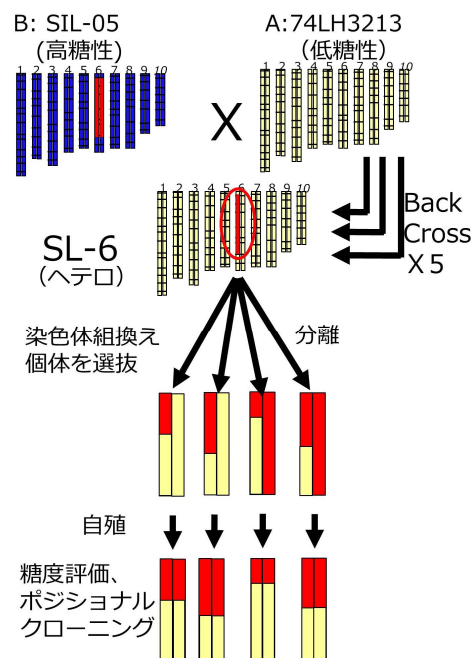 B: SIL-05
(高糖性)
A:74LH3213
(低糖性)
1 2 3 4 5 6 7 8 9 10
1 2 3 4 5 6 7 8 9 10
X
1 2 3 4 5 6 7 8 9 10
Back
Cross
X5
SL-6
(ヘテロ)
染色体組換え
個体を選抜
分離
自殖
糖度評価、
ポジショナル
クローニング